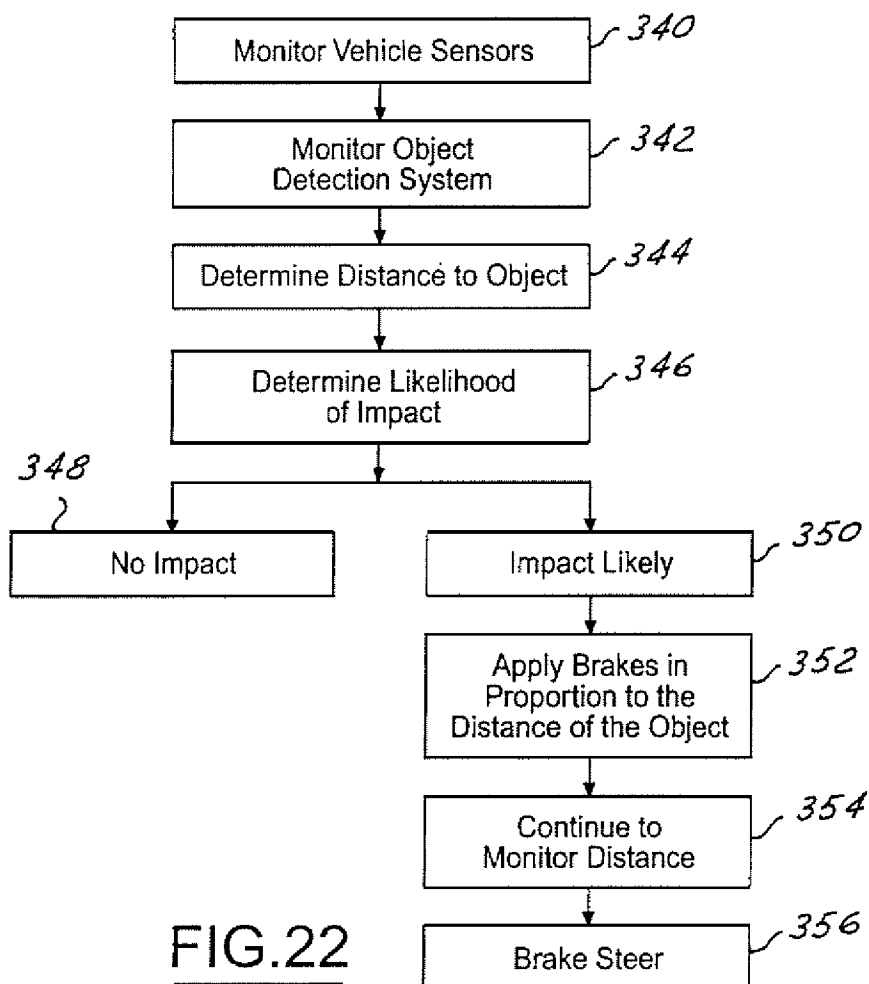 Monitor Vehicle Sensors
340
Monitor Object
Detection System
342
Determine Distance to Object
344
Determine Likelihood
of Impact
346
348
No Impact
Impact Likely
350
Apply Brakes in
Proportion to the
Distance of the Object
352
Continue to
Monitor Distance
354
Brake Steer
356
FIG.22